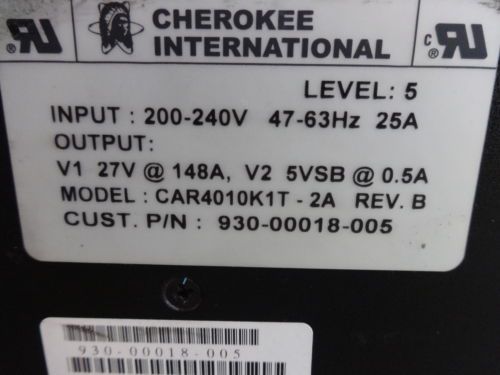 CHEROKEE
INTERNATIONAL
LEVEL: 5
INPUT : 200-240V 47-63Hz 25A
OUTPUT:
V1 27V @ 148A, V2 5VSB @ 0.5A
MODEL : CAR4010K1T - 2A REV. B
CUST. P/N : 930-00018-005
930-00018-005